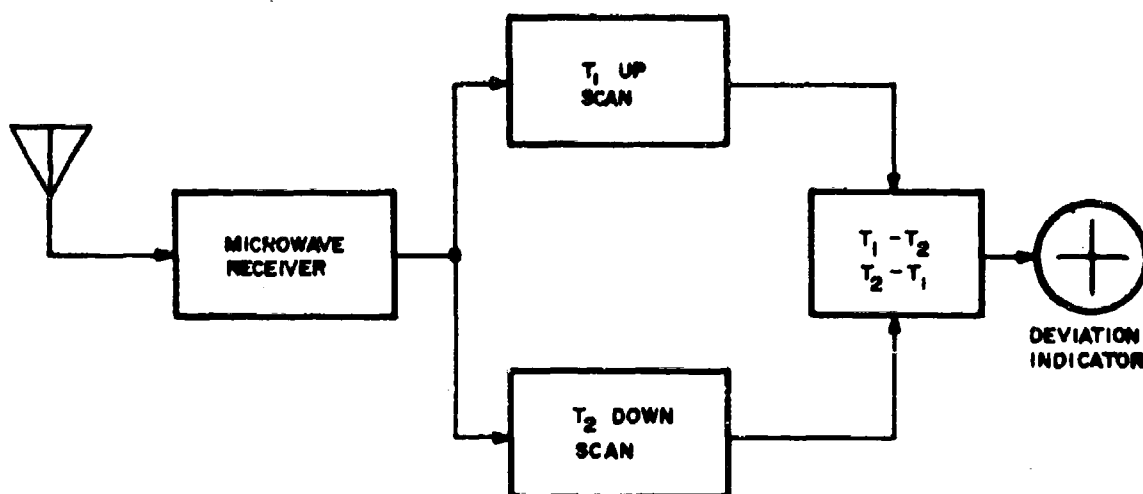 T₁ UP
SCAN
MICROWAVE
RECEIVER
T₁ - T₂
T₂ - T₁
DEVIATION
INDICATOR
T₂ DOWN
SCAN